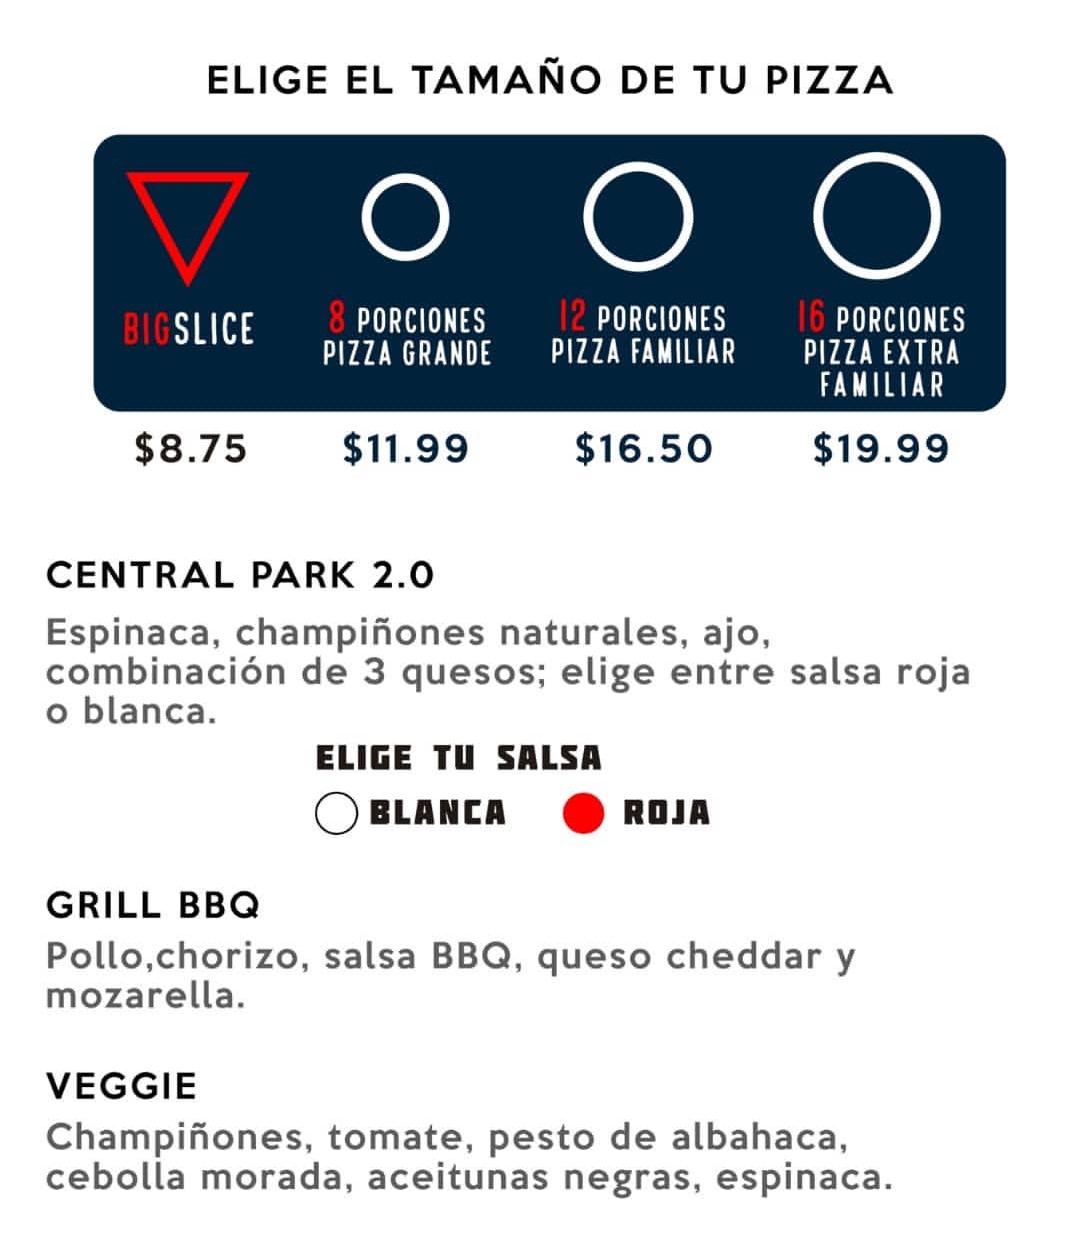 ELIGE EL TAMAÑO DE TU PIZZA
BIGSLICE
8 PORCIONES
PIZZA GRANDE
12 PORCIONES
PIZZA FAMILIAR
16 PORCIONES
PIZZA EXTRA
FAMILIAR
$8.75
$11.99
$16.50
$19.99
CENTRAL PARK 2.0
Espinaca, champiñones naturales, ajo,
combinación de 3 quesos; elige entre salsa roja
o blanca.
ELIGE TU SALSA
BLANCA
ROJA
GRILL BBQ
Pollo,chorizo, salsa BBQ, queso cheddar y
mozarella.
VEGGIE
Champiñones, tomate, pesto de albahaca,
cebolla morada, aceitunas negras, espinaca.